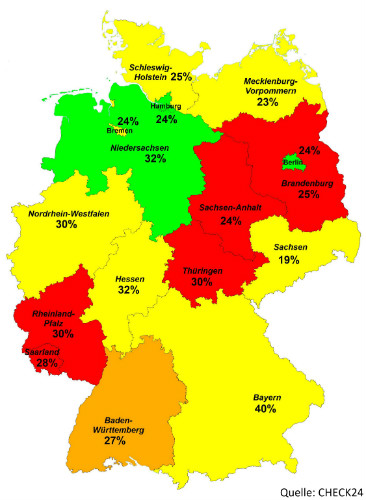 Schleswig-
Holstein 25%
Mecklenburg-
Vorpommern
23%
Hamburg
24%
24%
Bremen
Niedersachsen
32%
24%
Berlin
Brandenburg
25%
Sachsen-Anhalt
24%
Nordrhein-Westfalen
30%
Sachsen
19%
Hessen
32%
Thüringen
30%
Rheinland-
Pfalz
30%
Saarland
28%
Bayern
40%
Baden-
Württemberg
27%
Quelle: CHECK24